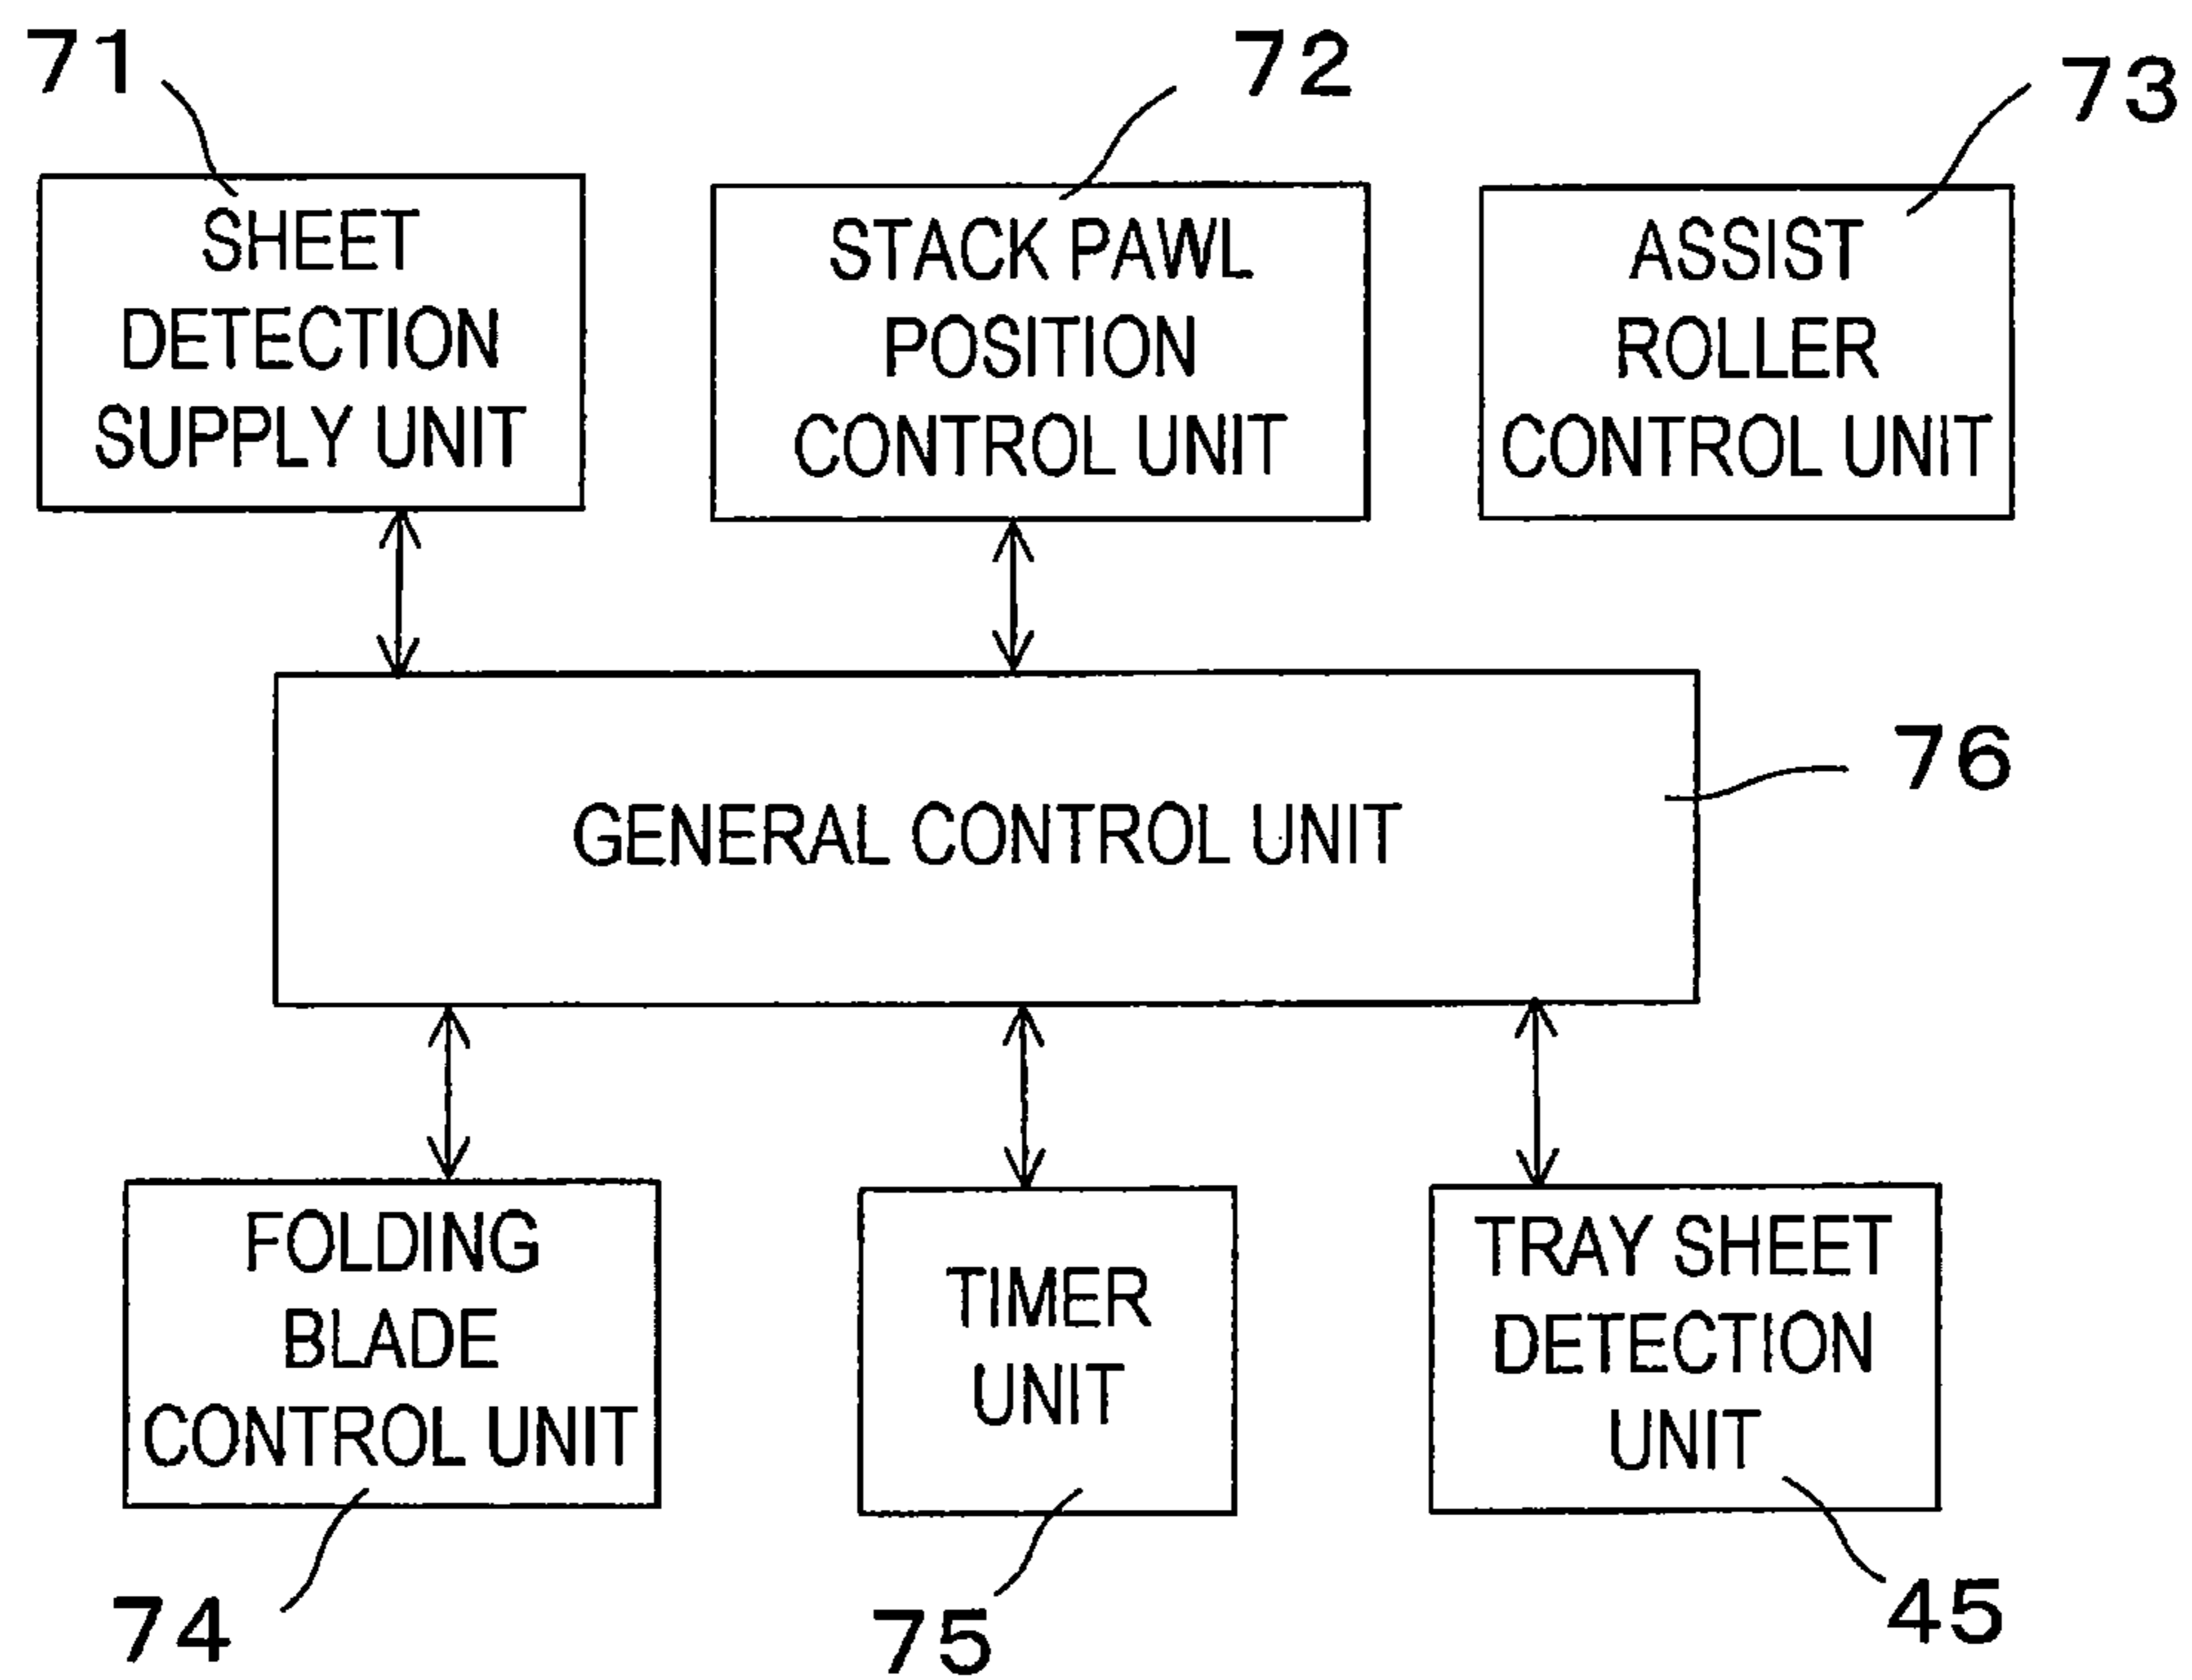 71
72
73
SHEET
DETECTION
SUPPLY UNIT
STACK PAWL
POSITION
CONTROL UNIT
ASSIST
ROLLER
CONTROL UNIT
GENERAL CONTROL UNIT
76
FOLDING
BLADE
CONTROL UNIT
TIMER
UNIT
TRAY SHEET
DETECTION
UNIT
74
75
45